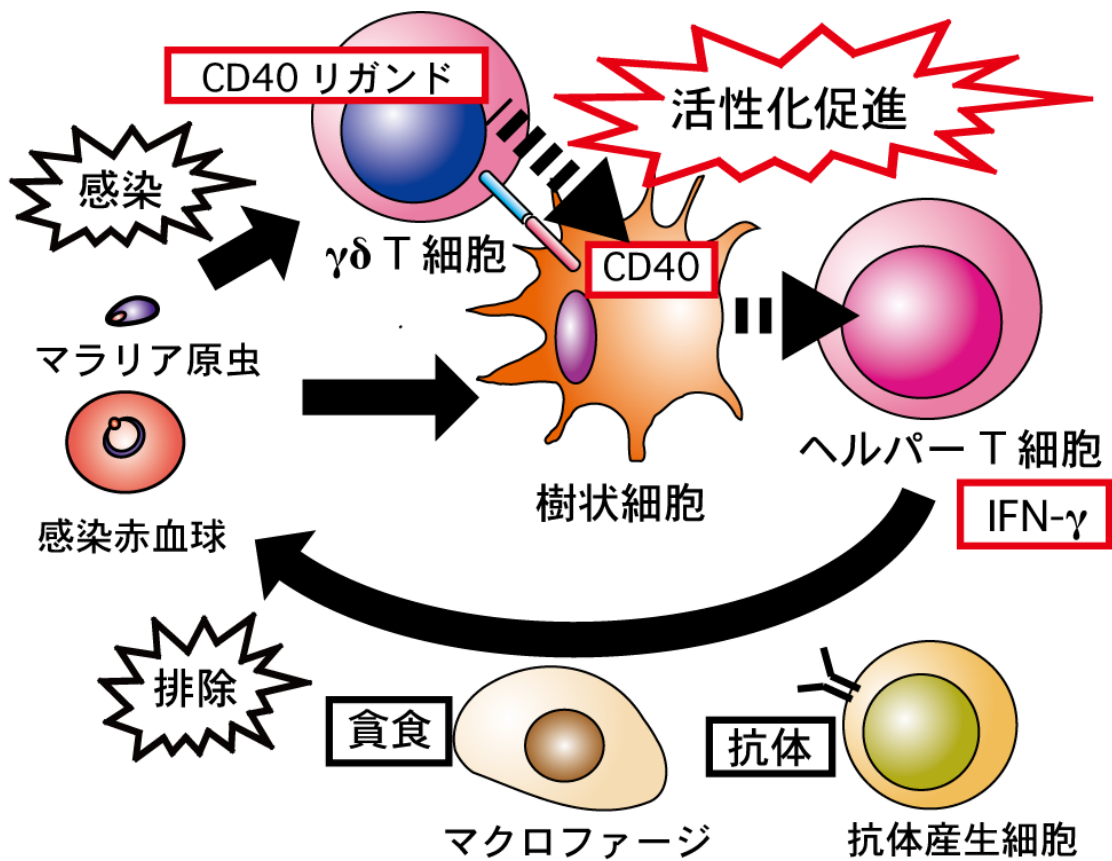 CD40 リガンド
活性化促進
感染
γδ T 細胞
CD40
マラリア原虫
ヘルパー T 細胞
樹状細胞
IFN-γ
感染赤血球
排除
貪食
抗体
マクロファージ
抗体産生細胞